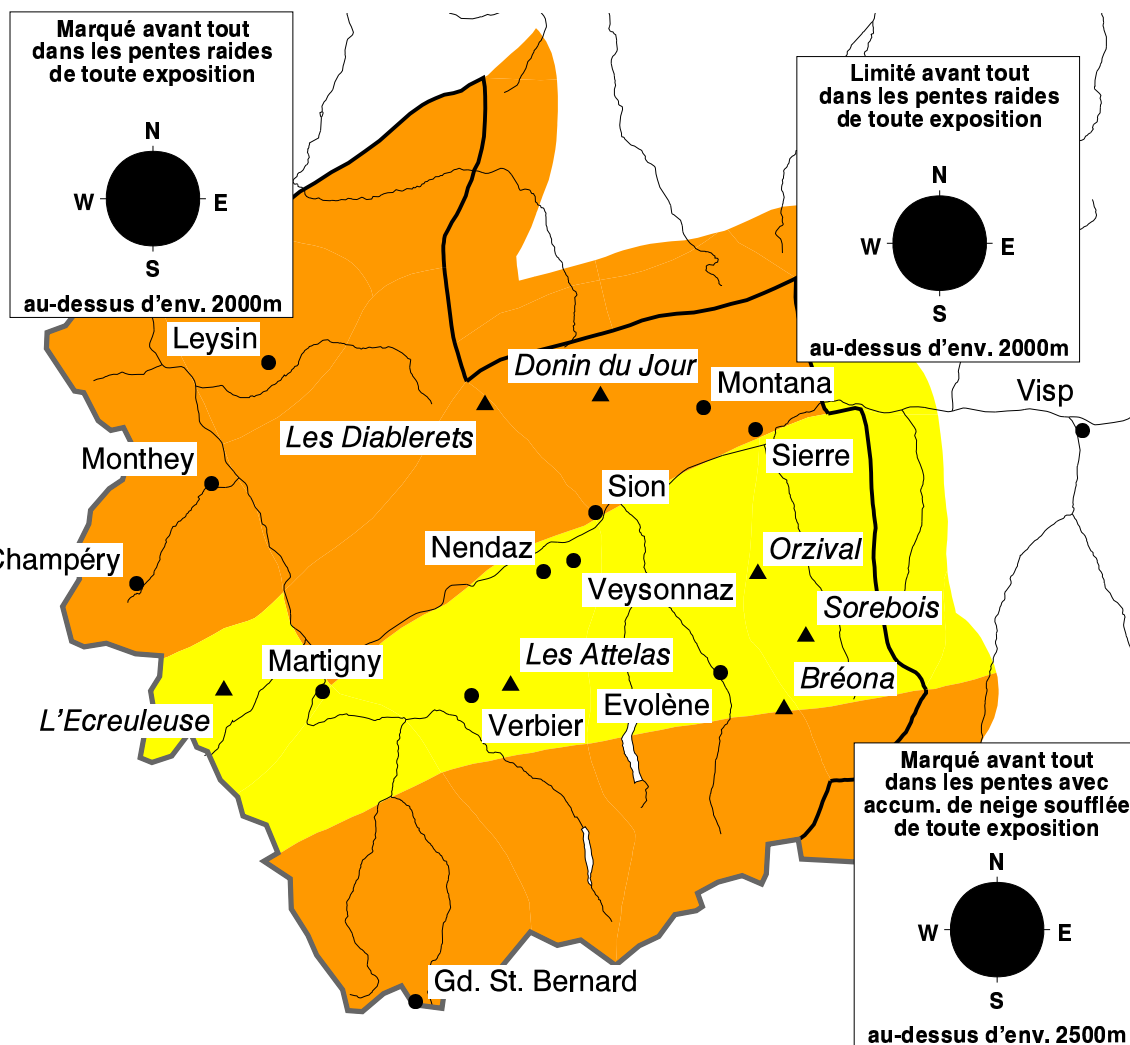 Marqué avant tout
dans les pentes raides
de toute exposition
N
W
E
S
au-dessus d'env. 2000m
Limité avant tout
dans les pentes raides
de toute exposition
N
W
E
S
au-dessus d'env. 2000m
Leysin
Donin du Jour
Montana
Visp
Les Diablerets
Sierre
Monthey
Sion
Champéry
Nendaz
Orzival
Veysonnaz
Sorebois
Martigny
Les Attelas
Bréona
L'Ecreuleuse
Verbier
Evolène
Gd. St. Bernard
Marqué avant tout
dans les pentes avec
accum. de neige soufflée
de toute exposition
N
W
E
S
au-dessus d'env. 2500m